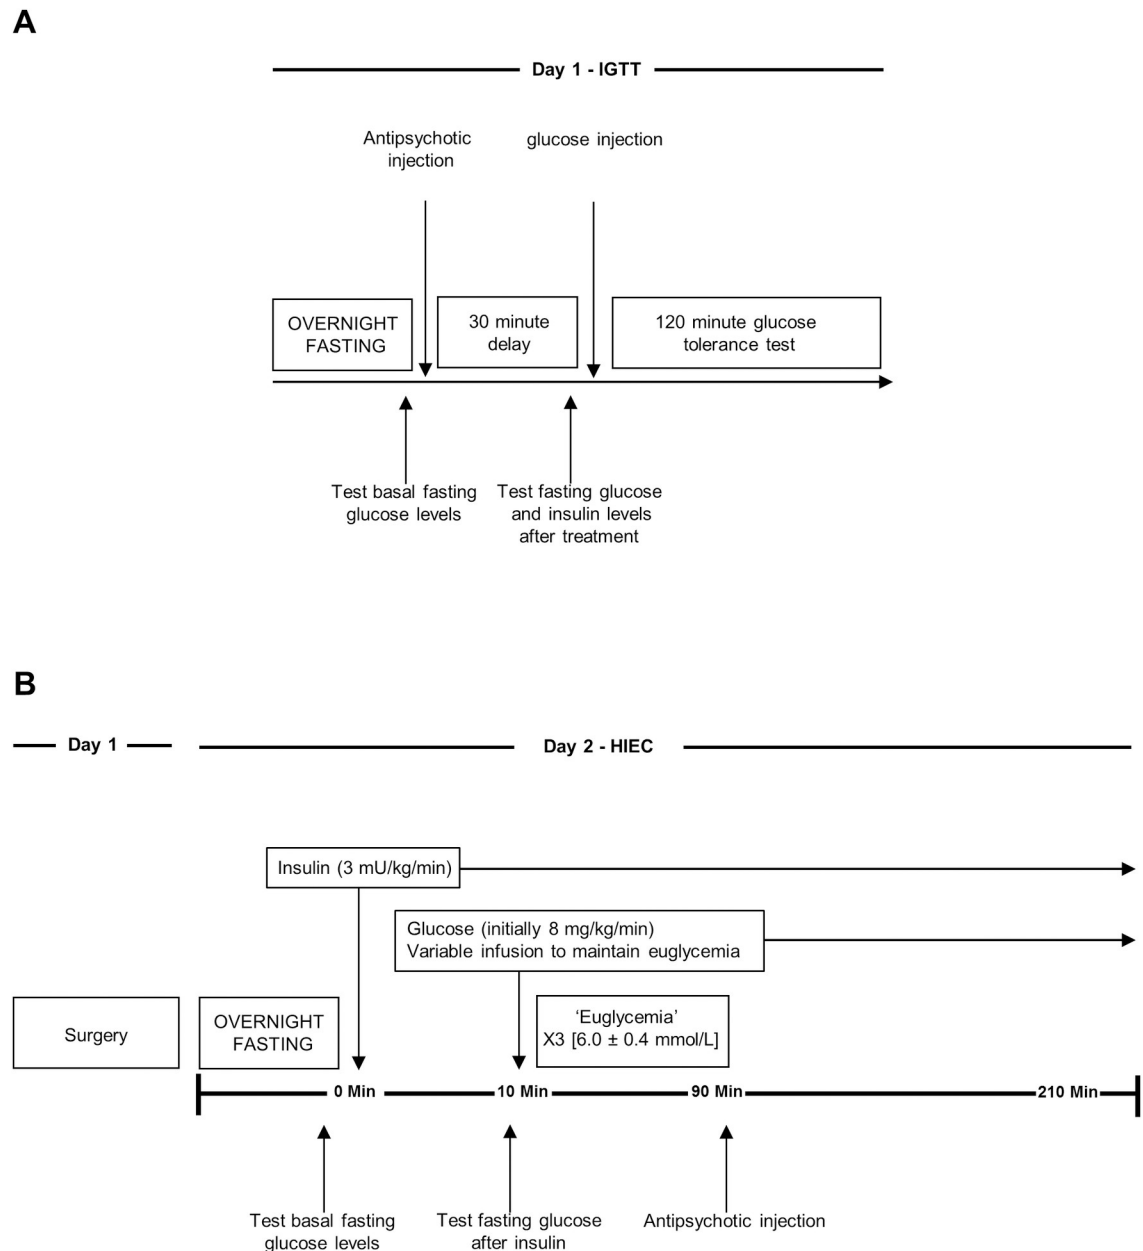 A
Day 1 - IGTT
Antipsychotic
injection
glucose injection
OVERNIGHT
FASTING
30 minute
delay
120 minute glucose
tolerance test
Test basal fasting
glucose levels
Test fasting glucose
and insulin levels
after treatment
B
Day 1
Day 2 - HIEC
Insulin (3 mU/kg/min)
Glucose (initially 8 mg/kg/min)
Variable infusion to maintain euglycemia
Surgery
OVERNIGHT
FASTING
‘Euglycemia’
X3 [6.0 ± 0.4 mmol/L]
0 Min
10 Min
90 Min
210 Min
Test basal fasting
glucose levels
Test fasting glucose
after insulin
Antipsychotic injection